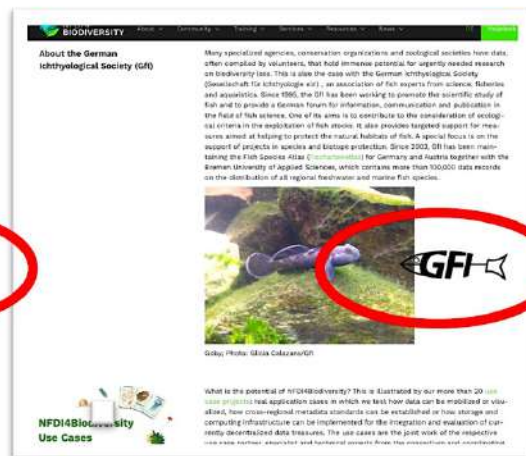 NFDI4
BIODIVERSITY
About
Community
Training
Services
Resources
News
DE
About the German
Ichthyological Society (GfI)
Many specialized agencies, conservation organizations and zoological societies have data,
often compiled by volunteers, that hold immense potential for urgently needed research
on biodiversity loss. This is also the case with the German Ichthyological Society
(Gesellschaft für Ichthyologie eV) , an association of fish experts from science, fisheries
and aquaristics. Since 1995, the GfI has been working to promote the scientific study of
fish and to provide a German forum for information, communication and publication in
the field of fish science. One of its aims is to contribute to the consideration of ecologi-
cal criteria in the exploitation of fish stocks. It also provides targeted support for mea-
sures aimed at helping to protect the natural habitats of fish. A special focus is on the
support of projects in species and biotope protection. Since 2003, GfI has been main-
taining the Fish Species Atlas (Fischartenatlas) for Germany and Austria together with the
Bremen University of Applied Sciences, which contains more than 100,000 data records
on the distribution of all regional freshwater and marine fish species.
GFI
Goby; Photo: Glicia Calazans/GfI
What is the potential of NFDI4Biodiversity? This is illustrated by our more than 20 use
case projects: real application cases in which we test how data can be mobilized or visu-
alized, how cross-regional metadata standards can be established or how storage and
computing infrastructure can be implemented for the integration and evaluation of cur-
rently decentralized data treasures. The use cases are the joint work of the respective
NFDI4Biodiversity
Use Cases